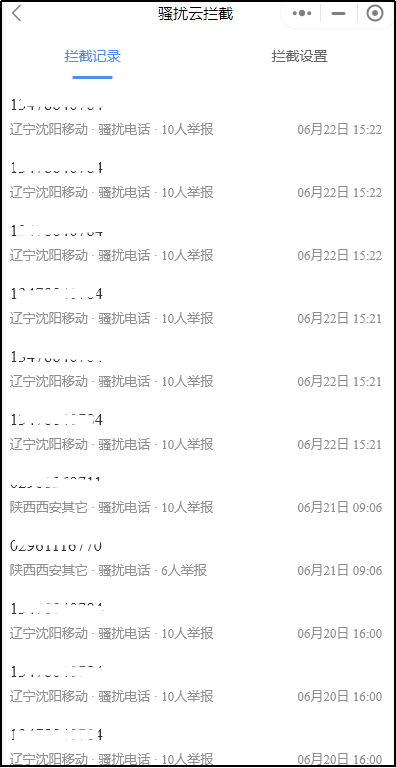 骚扰云拦截
拦截记录 拦截设置
辽宁沈阳移动 · 骚扰电话 · 10人举报 06月22日 15:22
辽宁沈阳移动 · 骚扰电话 · 10人举报 06月22日 15:22
辽宁沈阳移动 · 骚扰电话 · 10人举报 06月22日 15:22
辽宁沈阳移动 · 骚扰电话 · 10人举报 06月22日 15:21
辽宁沈阳移动 · 骚扰电话 · 10人举报 06月22日 15:21
辽宁沈阳移动 · 骚扰电话 · 10人举报 06月22日 15:21
陕西西安其它 · 骚扰电话 · 10人举报 06月21日 09:06
02961116770
陕西西安其它 · 骚扰电话 · 6人举报 06月21日 09:06
辽宁沈阳移动 · 骚扰电话 · 10人举报 06月20日 16:00
辽宁沈阳移动 · 骚扰电话 · 10人举报 06月20日 16:00
辽宁沈阳移动 · 骚扰电话 · 10人举报 06月20日 16:00